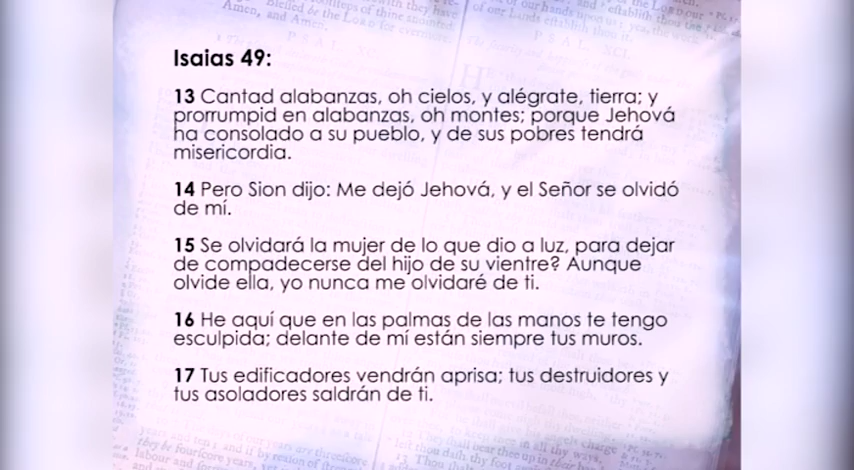 Isaias 49:
13 Cantad alabanzas, oh cielos, y alégrate, tierra; y
prorrumpid en alabanzas, oh montes; porque Jehová
ha consolado a su pueblo, y de sus pobres tendrá
misericordia.
14 Pero Sion dijo: Me dejó Jehová, y el Señor se olvidó
de mí.
15 Se olvidará la mujer de lo que dio a luz, para dejar
de compadecerse del hijo de su vientre? Aunque
olvide ella, yo nunca me olvidaré de ti.
16 He aquí que en las palmas de las manos te tengo
esculpida; delante de mí están siempre tus muros.
17 Tus edificadores vendrán aprisa; tus destruidores y
tus asoladores saldrán de ti.